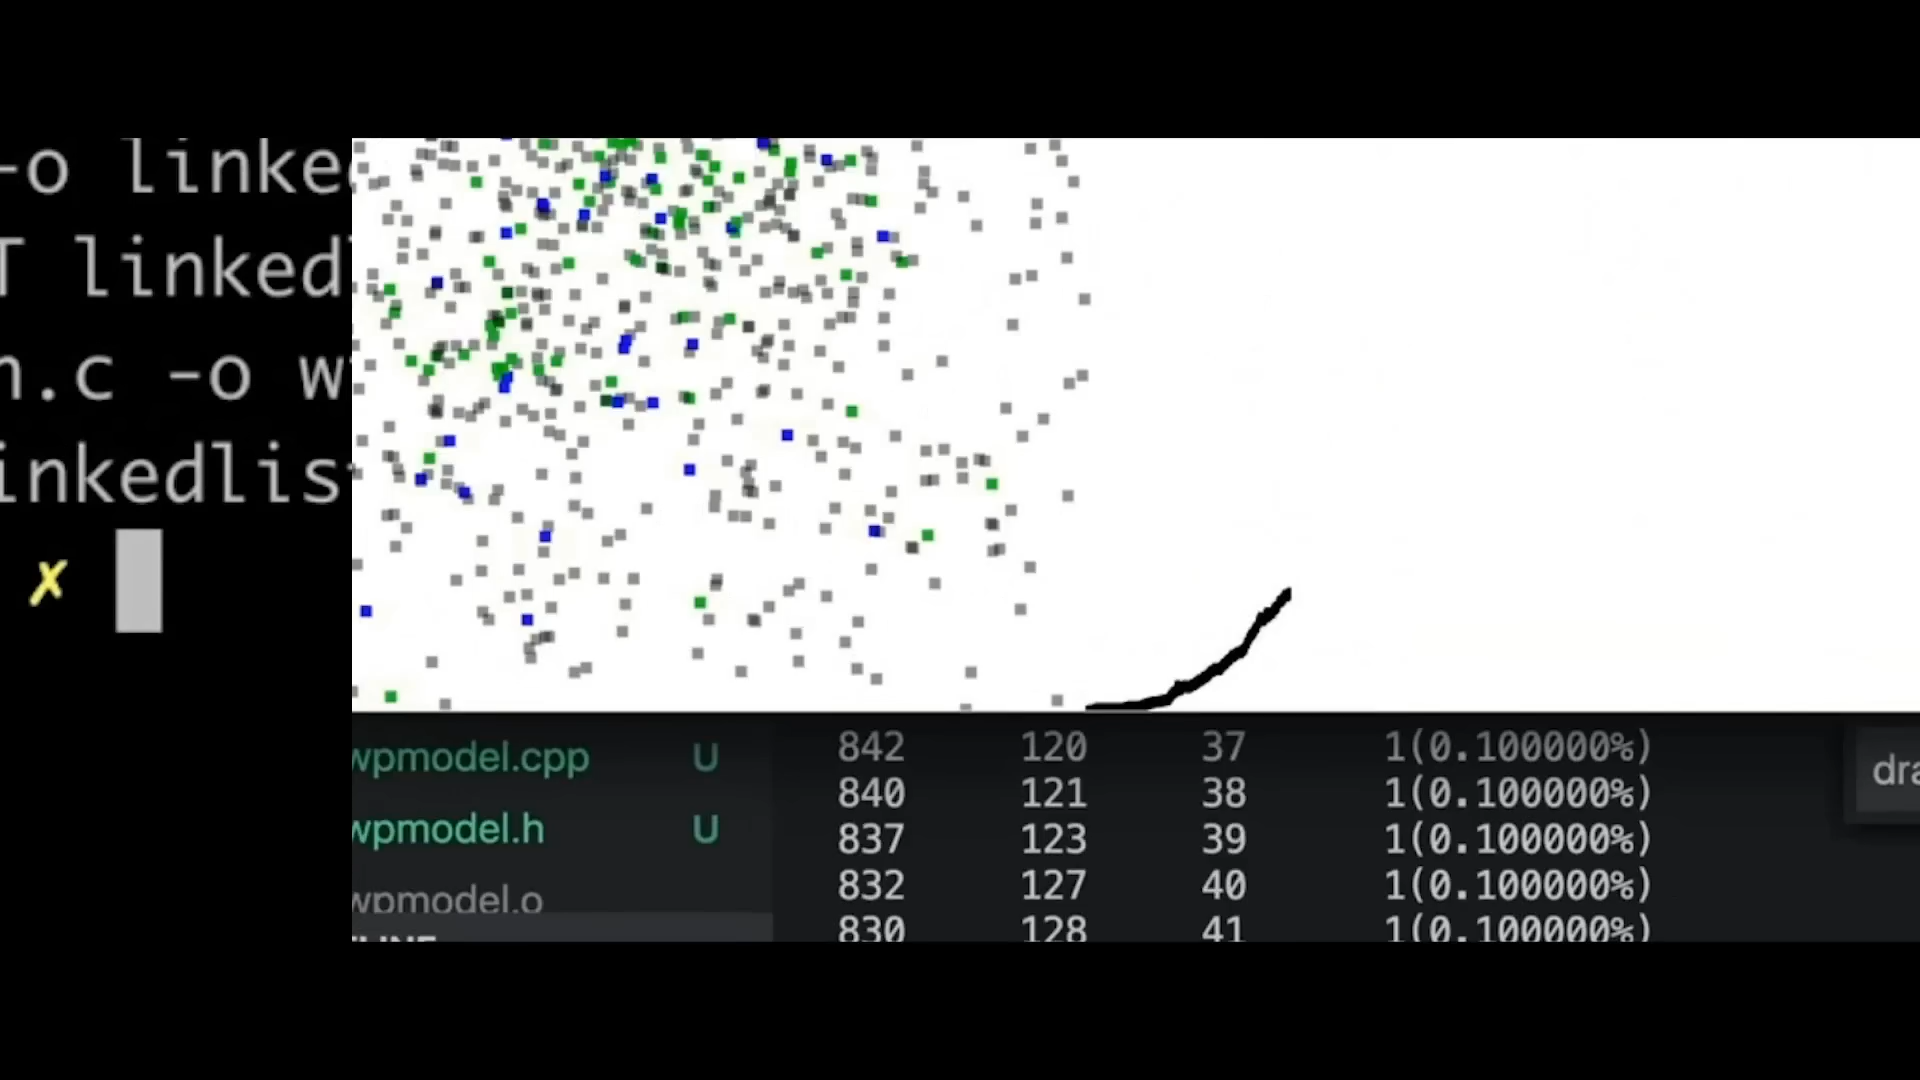 -o linke
T linked
.c -o w
inkedlis
✗
wpmodel.cpp U
wpmodel.h U
wpmodel.o
842 120 37 1(0.100000%)
840 121 38 1(0.100000%)
837 123 39 1(0.100000%)
832 127 40 1(0.100000%)
830 128 41 1(0.100000%)
dra